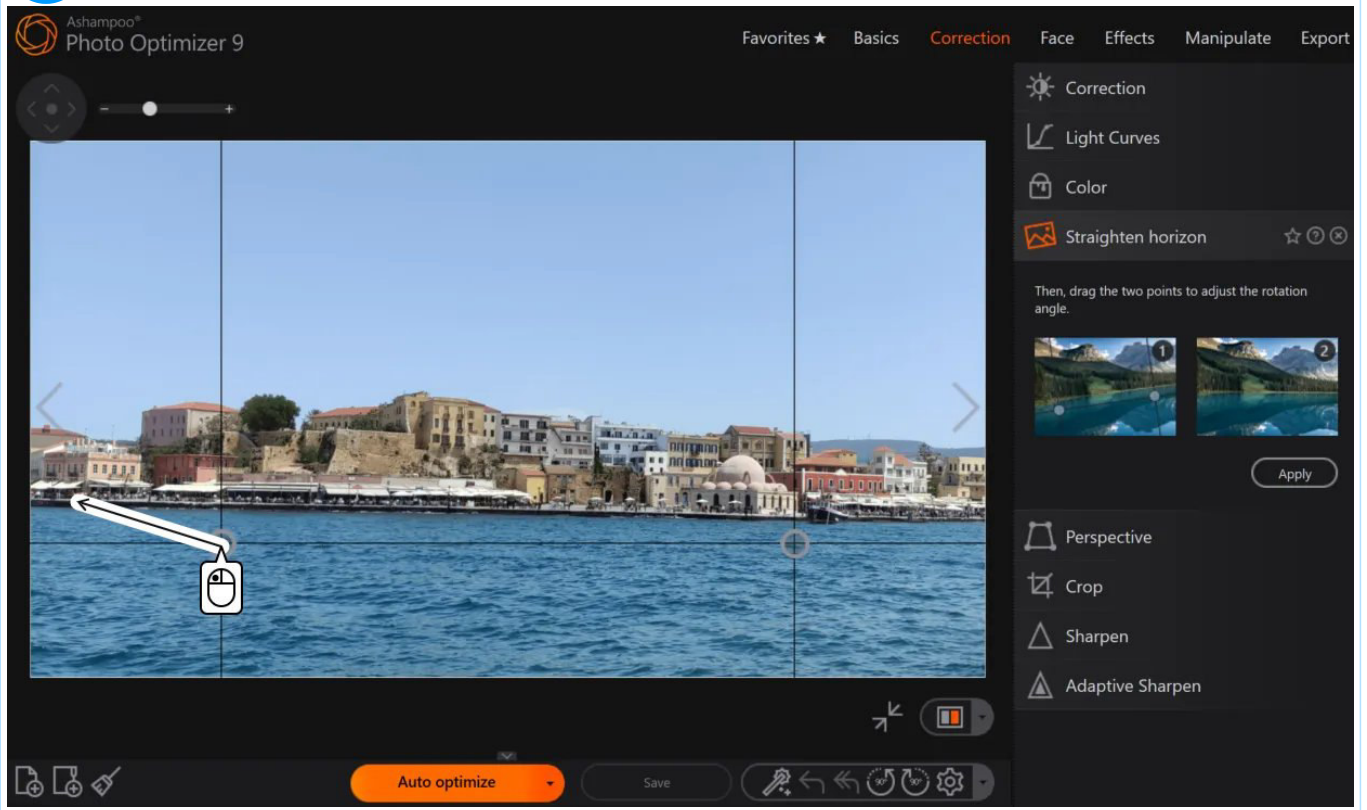 Ashampoo®
Photo Optimizer 9
Favorites ★ Basics Correction Face Effects Manipulate Export
Correction
Light Curves
Color
Straighten horizon
Then, drag the two points to adjust the rotation
angle.
1 2
Apply
Perspective
Crop
Sharpen
Adaptive Sharpen
Auto optimize
Save
90° 90°